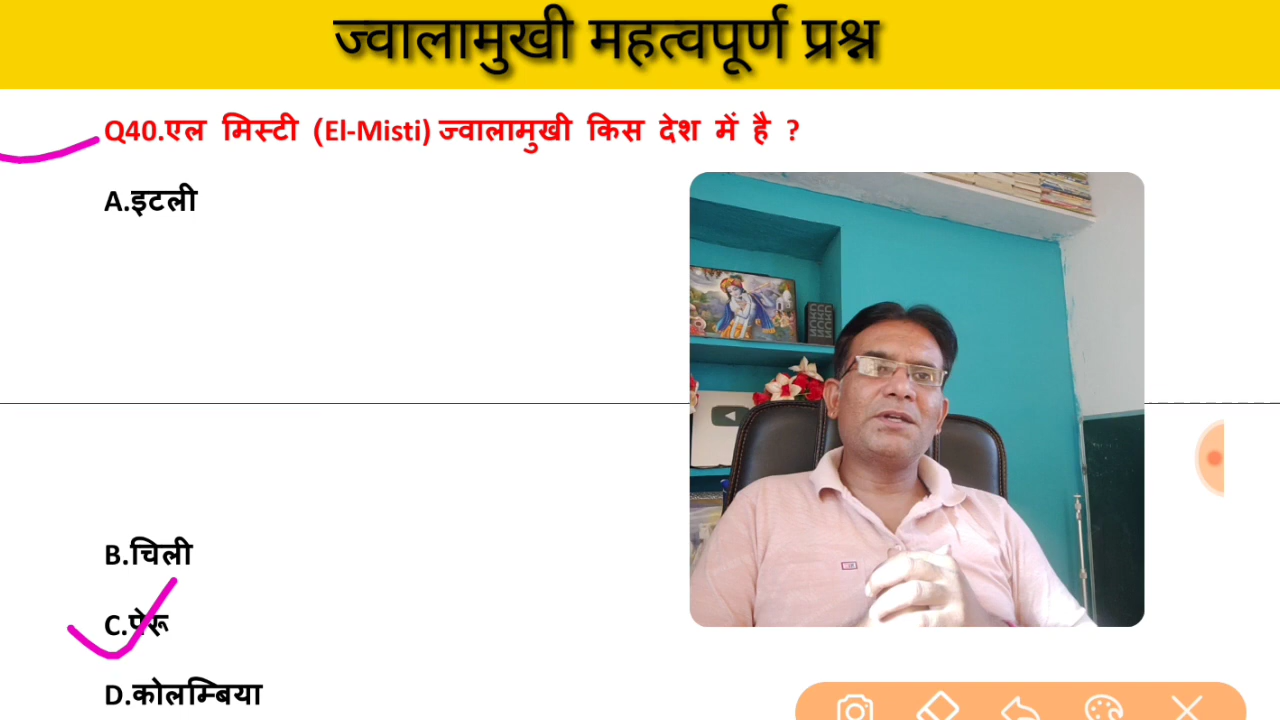 ज्वालामुखी महत्वपूर्ण प्रश्न
Q40.एल मिस्टी (El-Misti) ज्वालामुखी किस देश में है ?
A.इटली
B.चिली
C.पेरू
D.कोलम्बिया